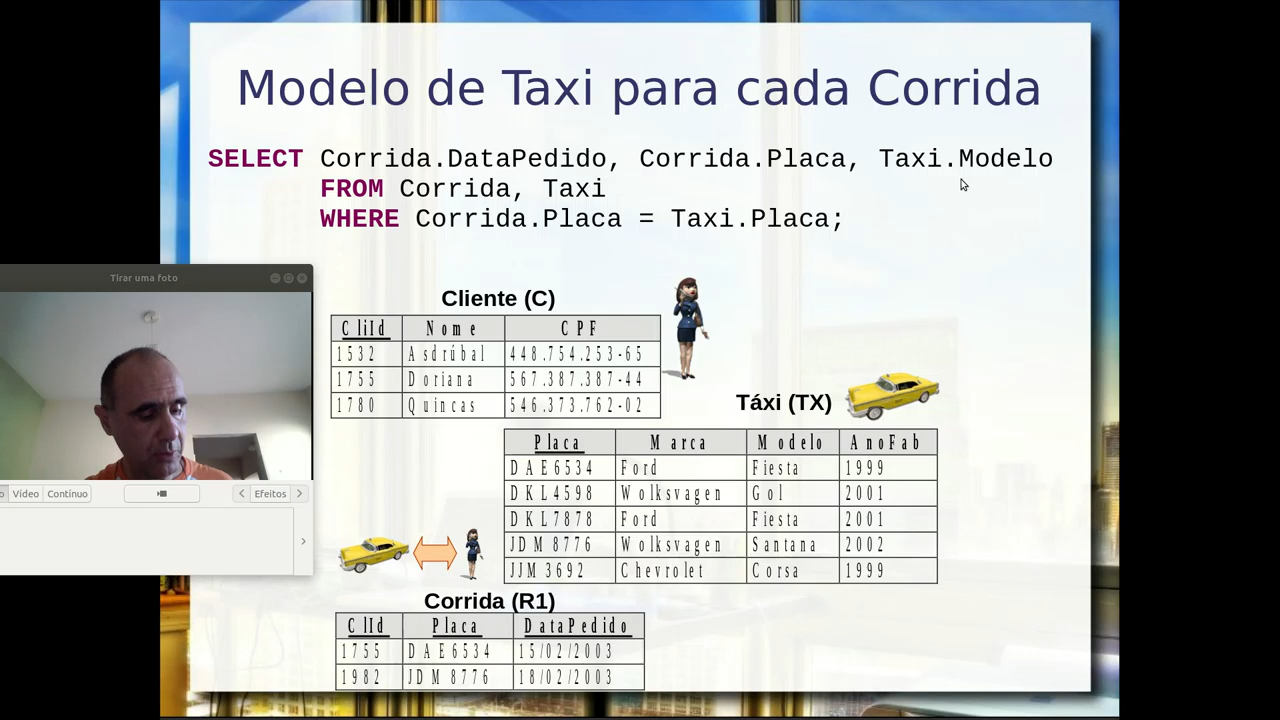 Modelo de Taxi para cada Corrida
SELECT Corrida.DataPedido, Corrida.Placa, Taxi.Modelo
FROM Corrida, Taxi
WHERE Corrida.Placa = Taxi.Placa;
Tirar uma foto
Vídeo Contínuo Efeitos
Cliente (C)
CliId Nome CPF
1532 Asdrúbal 448.754.253-65
1755 Doriana 567.387.387-44
1780 Quincas 546.373.762-02
Táxi (TX)
Placa Marca Modelo AnoFab
DAE6534 Ford Fiesta 1999
DKL4598 Wolksvagen Gol 2001
DKL7878 Ford Fiesta 2001
JDM8776 Wolksvagen Santana 2002
JJM3692 Chevrolet Corsa 1999
Corrida (R1)
ClId Placa DataPedido
1755 DAE6534 15/02/2003
1982 JDM8776 18/02/2003